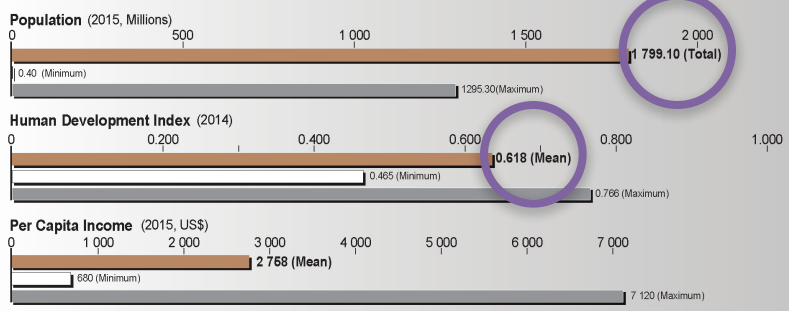 Population (2015, Millions)
0 500 1 000 1 500 2 000
1 799.10 (Total)
0.40 (Minimum)
1295.30(Maximum)
Human Development Index (2014)
0 0.200 0.400 0.600 0.800 1.000
0.618 (Mean)
0.465 (Minimum)
0.766 (Maximum)
Per Capita Income (2015, US$)
0 1 000 2 000 3 000 4 000 5 000 6 000 7 000
2 758 (Mean)
680 (Minimum)
7 120 (Maximum)